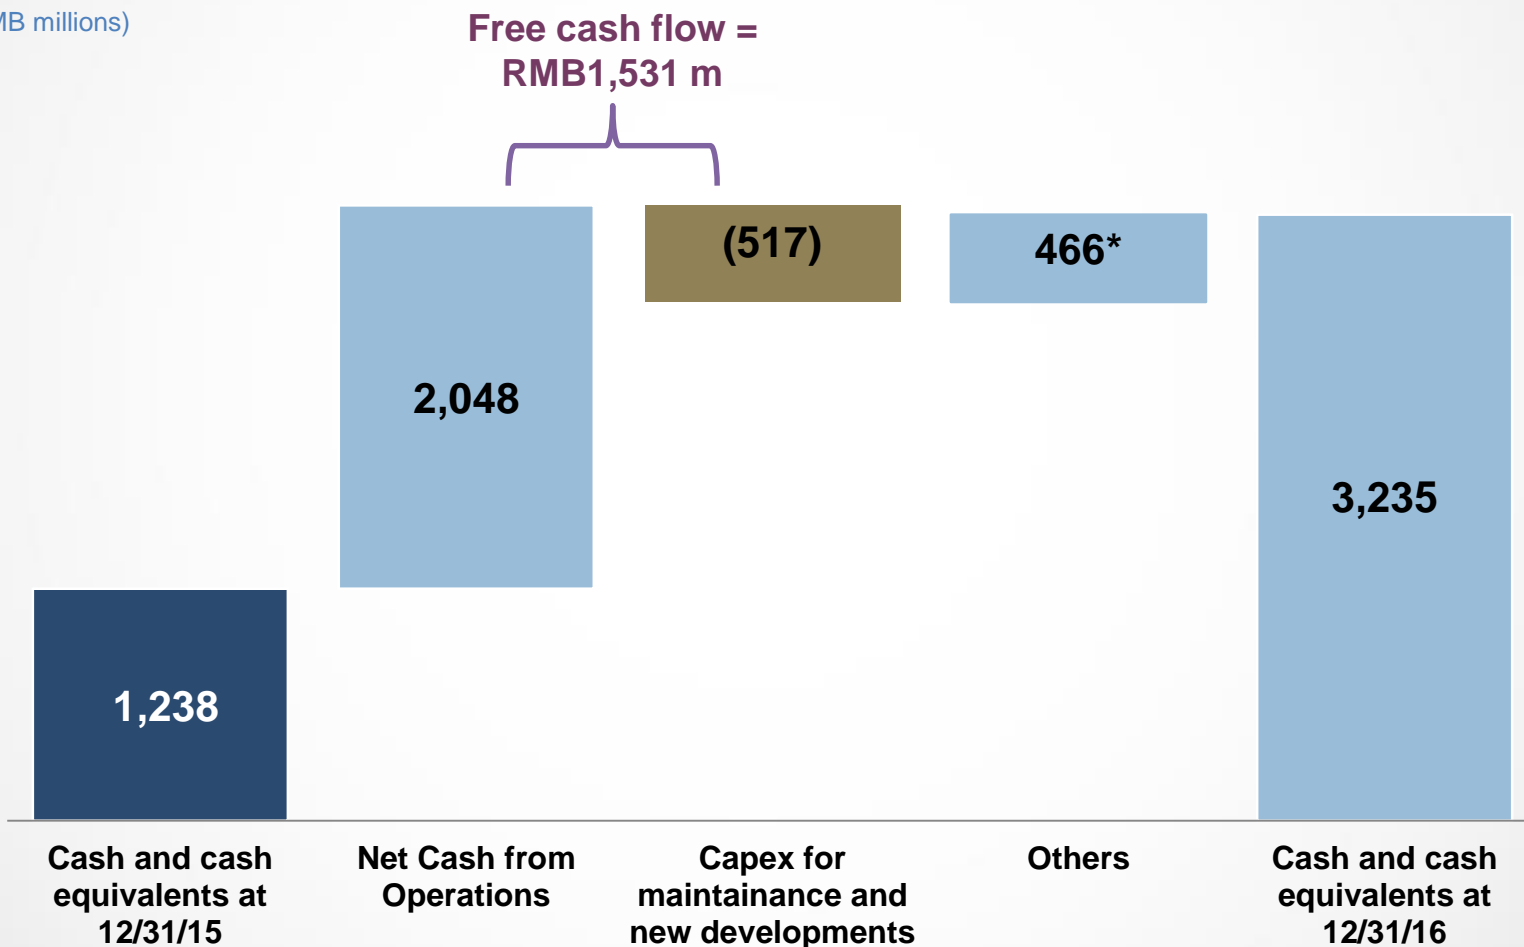 MB millions)
Free cash flow =
RMB1,531 m
(517)
466*
2,048
3,235
1,238
Cash and cash
equivalents at
12/31/15
Net Cash from
Operations
Capex for
maintainance and
new developments
Others
Cash and cash
equivalents at
12/31/16